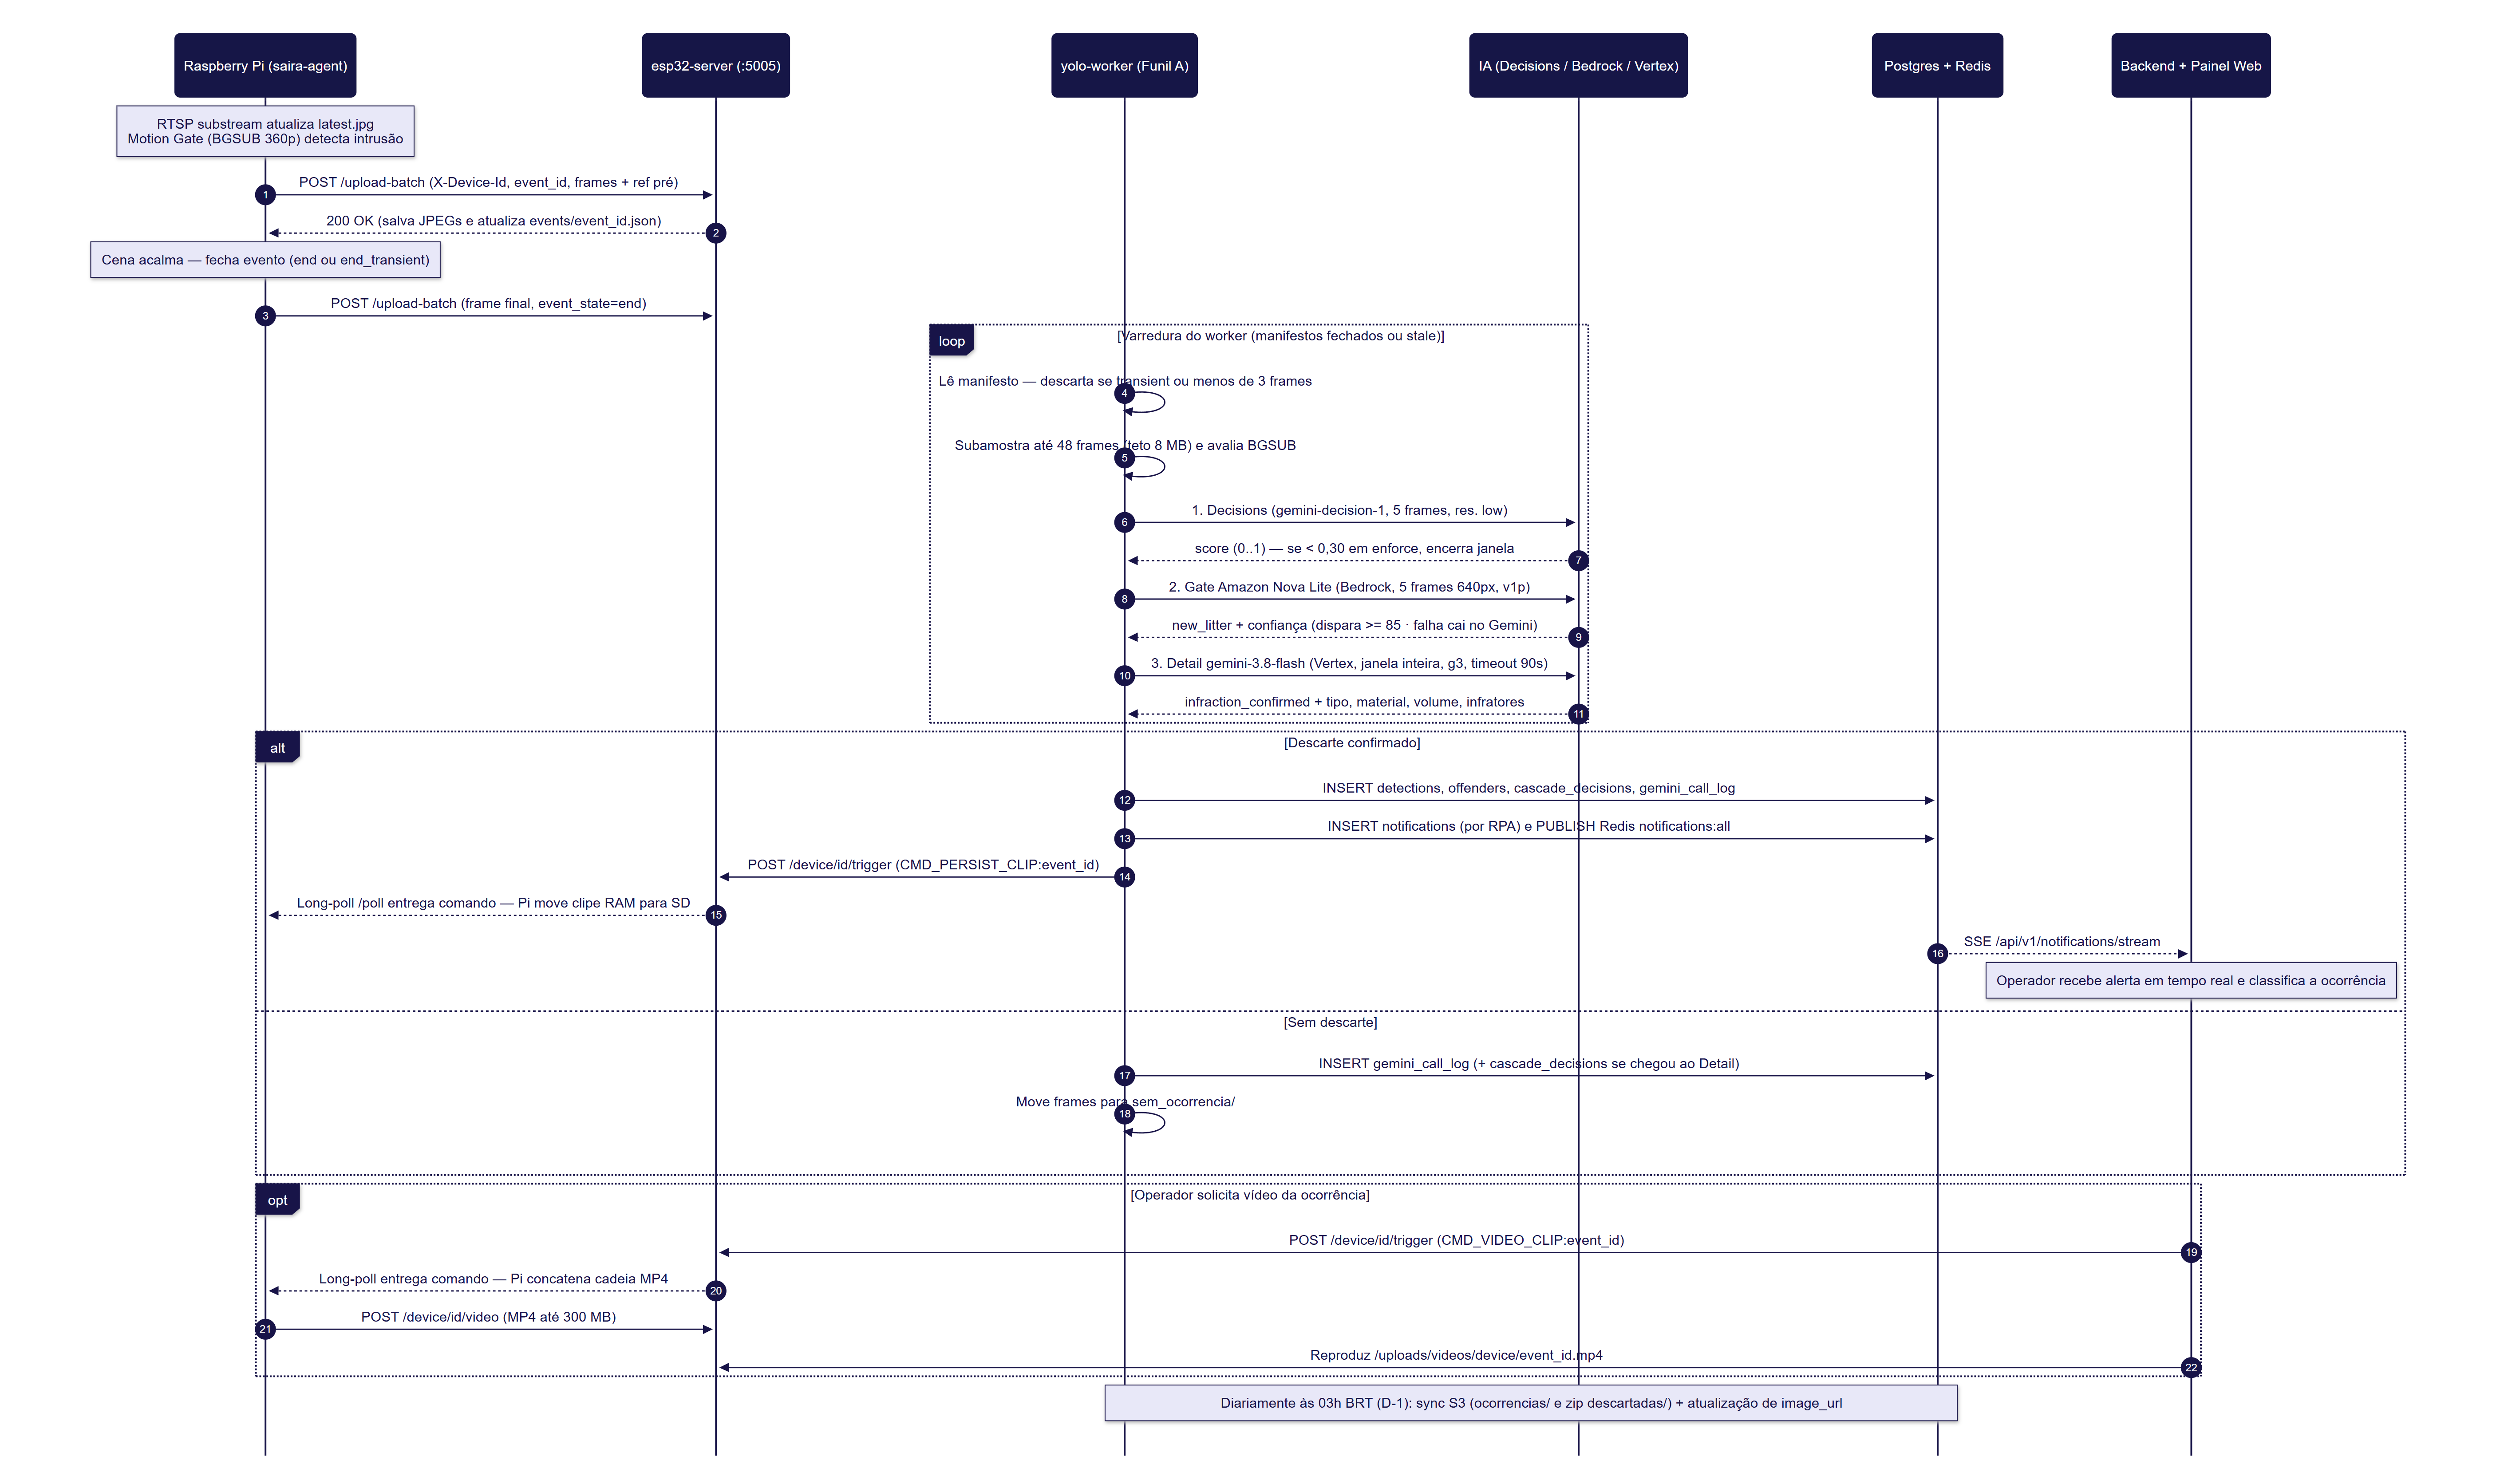 Raspberry Pi (saira-agent)
esp32-server (:5005)
yolo-worker (Funil A)
IA (Decisions / Bedrock / Vertex)
Postgres + Redis
Backend + Painel Web
RTSP substream atualiza latest.jpg
Motion Gate (BGSUB 360p) detecta intrusão
POST /upload-batch (X-Device-Id, event_id, frames + ref pré)
1
200 OK (salva JPEGs e atualiza events/event_id.json)
2
Cena acalma — fecha evento (end ou end_transient)
POST /upload-batch (frame final, event_state=end)
3
loop
[Varredura do worker (manifestos fechados ou stale)]
Lê manifesto — descarta se transient ou menos de 3 frames
4
Subamostra até 48 frames (teto 8 MB) e avalia BGSUB
5
1. Decisions (gemini-decision-1, 5 frames, res. low)
6
score (0..1) — se < 0,30 em enforce, encerra janela
7
2. Gate Amazon Nova Lite (Bedrock, 5 frames 640px, v1p)
8
new_litter + confiança (dispara >= 85 · falha cai no Gemini)
9
3. Detail gemini-3.8-flash (Vertex, janela inteira, g3, timeout 90s)
10
infraction_confirmed + tipo, material, volume, infratores
11
alt
[Descarte confirmado]
INSERT detections, offenders, cascade_decisions, gemini_call_log
12
INSERT notifications (por RPA) e PUBLISH Redis notifications:all
13
POST /device/id/trigger (CMD_PERSIST_CLIP:event_id)
14
Long-poll /poll entrega comando — Pi move clipe RAM para SD
15
SSE /api/v1/notifications/stream
16
Operador recebe alerta em tempo real e classifica a ocorrência
[Sem descarte]
INSERT gemini_call_log (+ cascade_decisions se chegou ao Detail)
17
Move frames para sem_ocorrencia/
18
opt
[Operador solicita vídeo da ocorrência]
POST /device/id/trigger (CMD_VIDEO_CLIP:event_id)
19
Long-poll entrega comando — Pi concatena cadeia MP4
20
POST /device/id/video (MP4 até 300 MB)
21
Reproduz /uploads/videos/device/event_id.mp4
22
Diariamente às 03h BRT (D-1): sync S3 (ocorrencias/ e zip descartadas/) + atualização de image_url